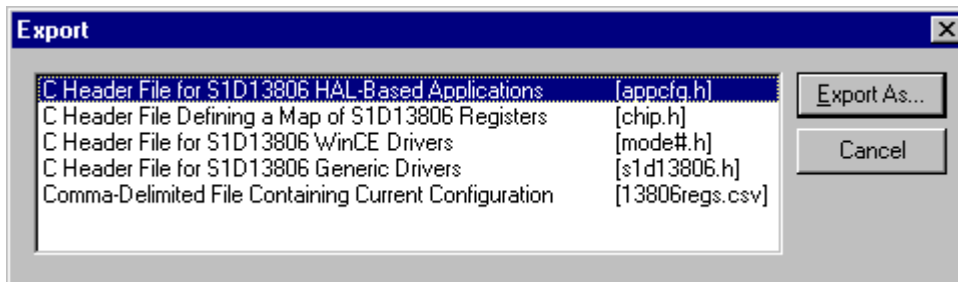 Export
C Header File for S1D13806 HAL-Based Applications [appcfg.h]
C Header File Defining a Map of S1D13806 Registers [chip.h]
C Header File for S1D13806 WinCE Drivers [mode#.h]
C Header File for S1D13806 Generic Drivers [s1d13806.h]
Comma-Delimited File Containing Current Configuration [13806regs.csv]
Export As...
Cancel